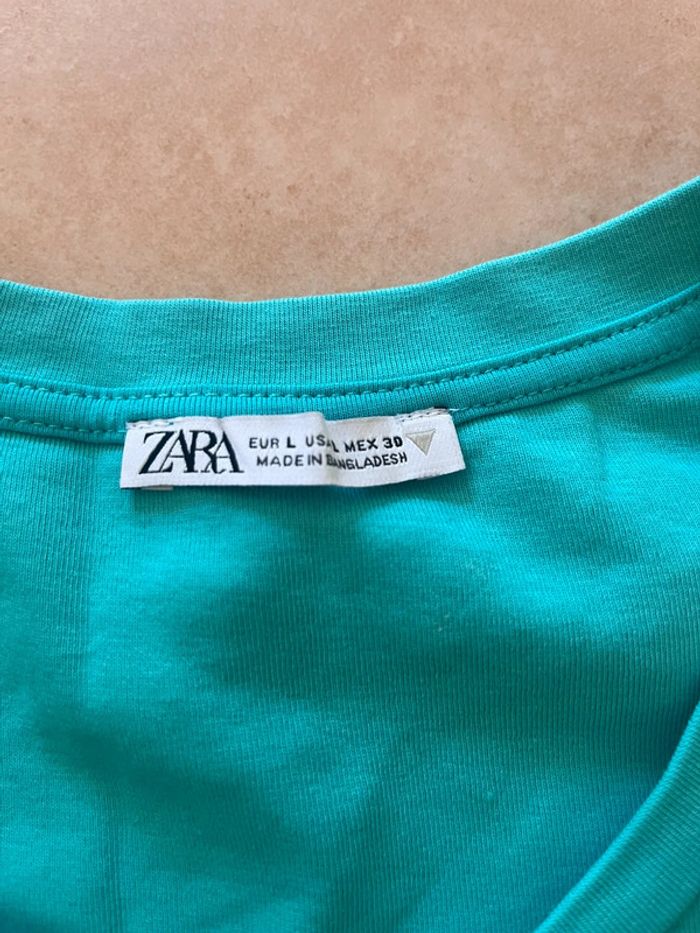 ZARA
EUR L USA L MEX 30
MADE IN BANGLADESH